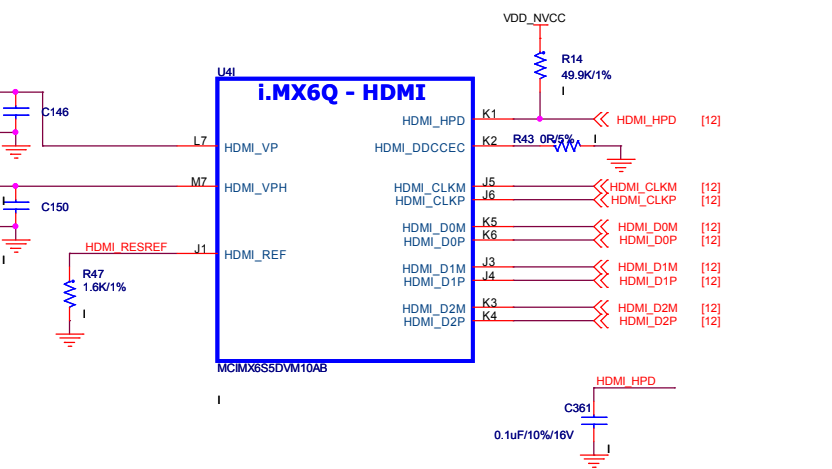 VDD_NVCC
R14
49.9K/1%
I
U4I
i.MX6Q - HDMI
C146
L7
HDMI_VP
HDMI_HPD
K1
HDMI_HPD [12]
HDMI_DDCCEC
K2
R43 0R/5%
I
M7
HDMI_VPH
C150
I
HDMI_CLKM
J5
HDMI_CLKM [12]
HDMI_CLKP
J6
HDMI_CLKP [12]
HDMI_D0M
K5
HDMI_D0M [12]
HDMI_D0P
K6
HDMI_D0P [12]
HDMI_RESREF
J1
HDMI_REF
I
HDMI_D1M
J3
HDMI_D1M [12]
HDMI_D1P
J4
HDMI_D1P [12]
R47
1.6K/1%
I
HDMI_D2M
K3
HDMI_D2M [12]
HDMI_D2P
K4
HDMI_D2P [12]
MCIMX6S5DVM10AB
I
HDMI_HPD
C361
0.1uF/10%/16V
I